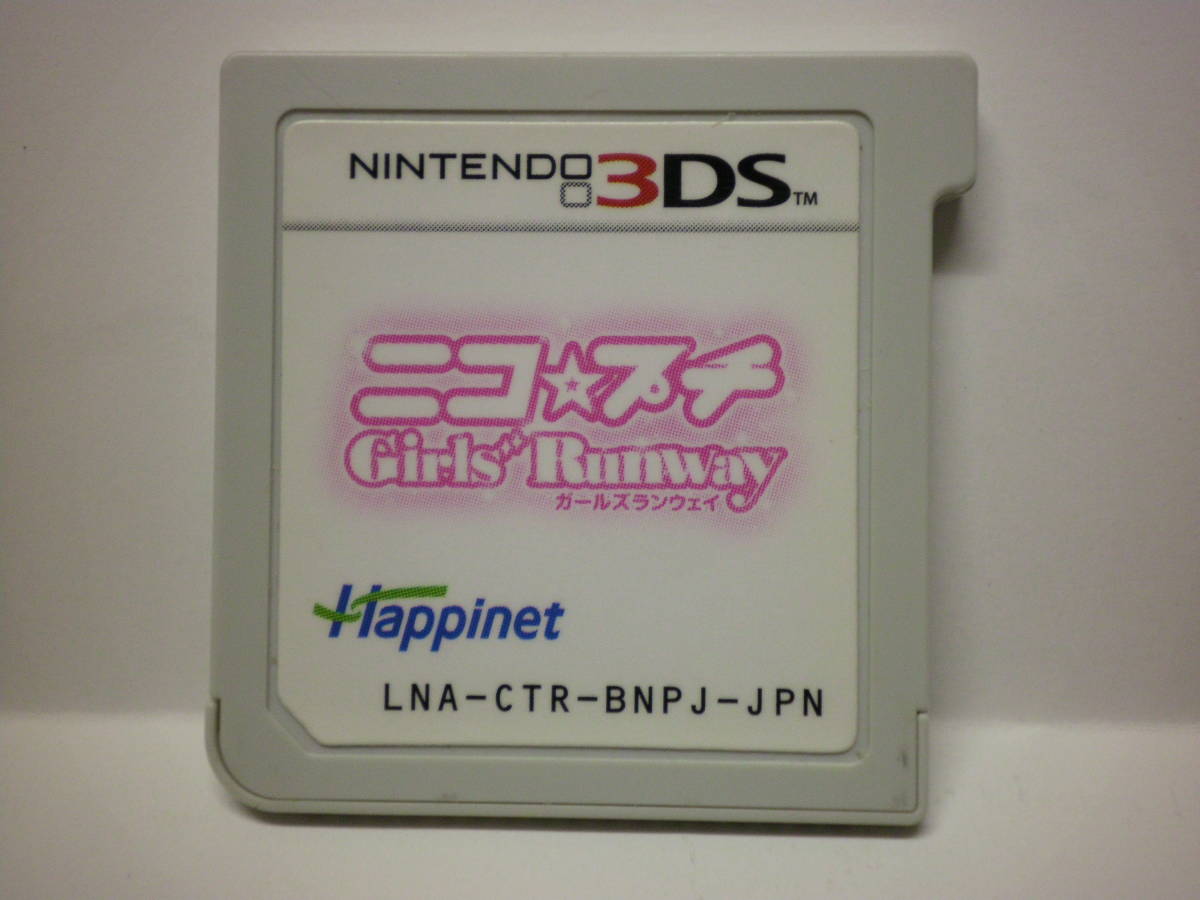 NINTENDO 3DS™
ニコ☆プチ
Girls' Runway
ガールズランウェイ
Happinet
LNA-CTR-BNPJ-JPN